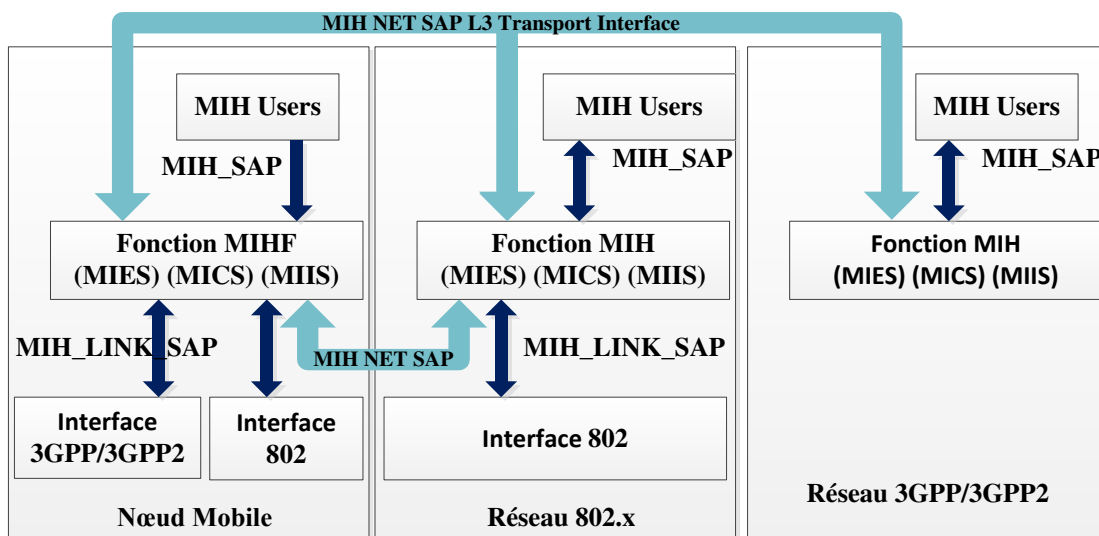 MIH NET SAP L3 Transport Interface
MIH Users
MIH_SAP
Fonction MIHF
(MIES) (MICS) (MIIS)
MIH_LINK_SAP
Interface
3GPP/3GPP2
Interface
802
Nœud Mobile
MIH NET SAP
MIH Users
MIH_SAP
Fonction MIH
(MIES) (MICS) (MIIS)
MIH_LINK_SAP
Interface 802
Réseau 802.x
MIH Users
MIH_SAP
Fonction MIH
(MIES) (MICS) (MIIS)
Réseau 3GPP/3GPP2